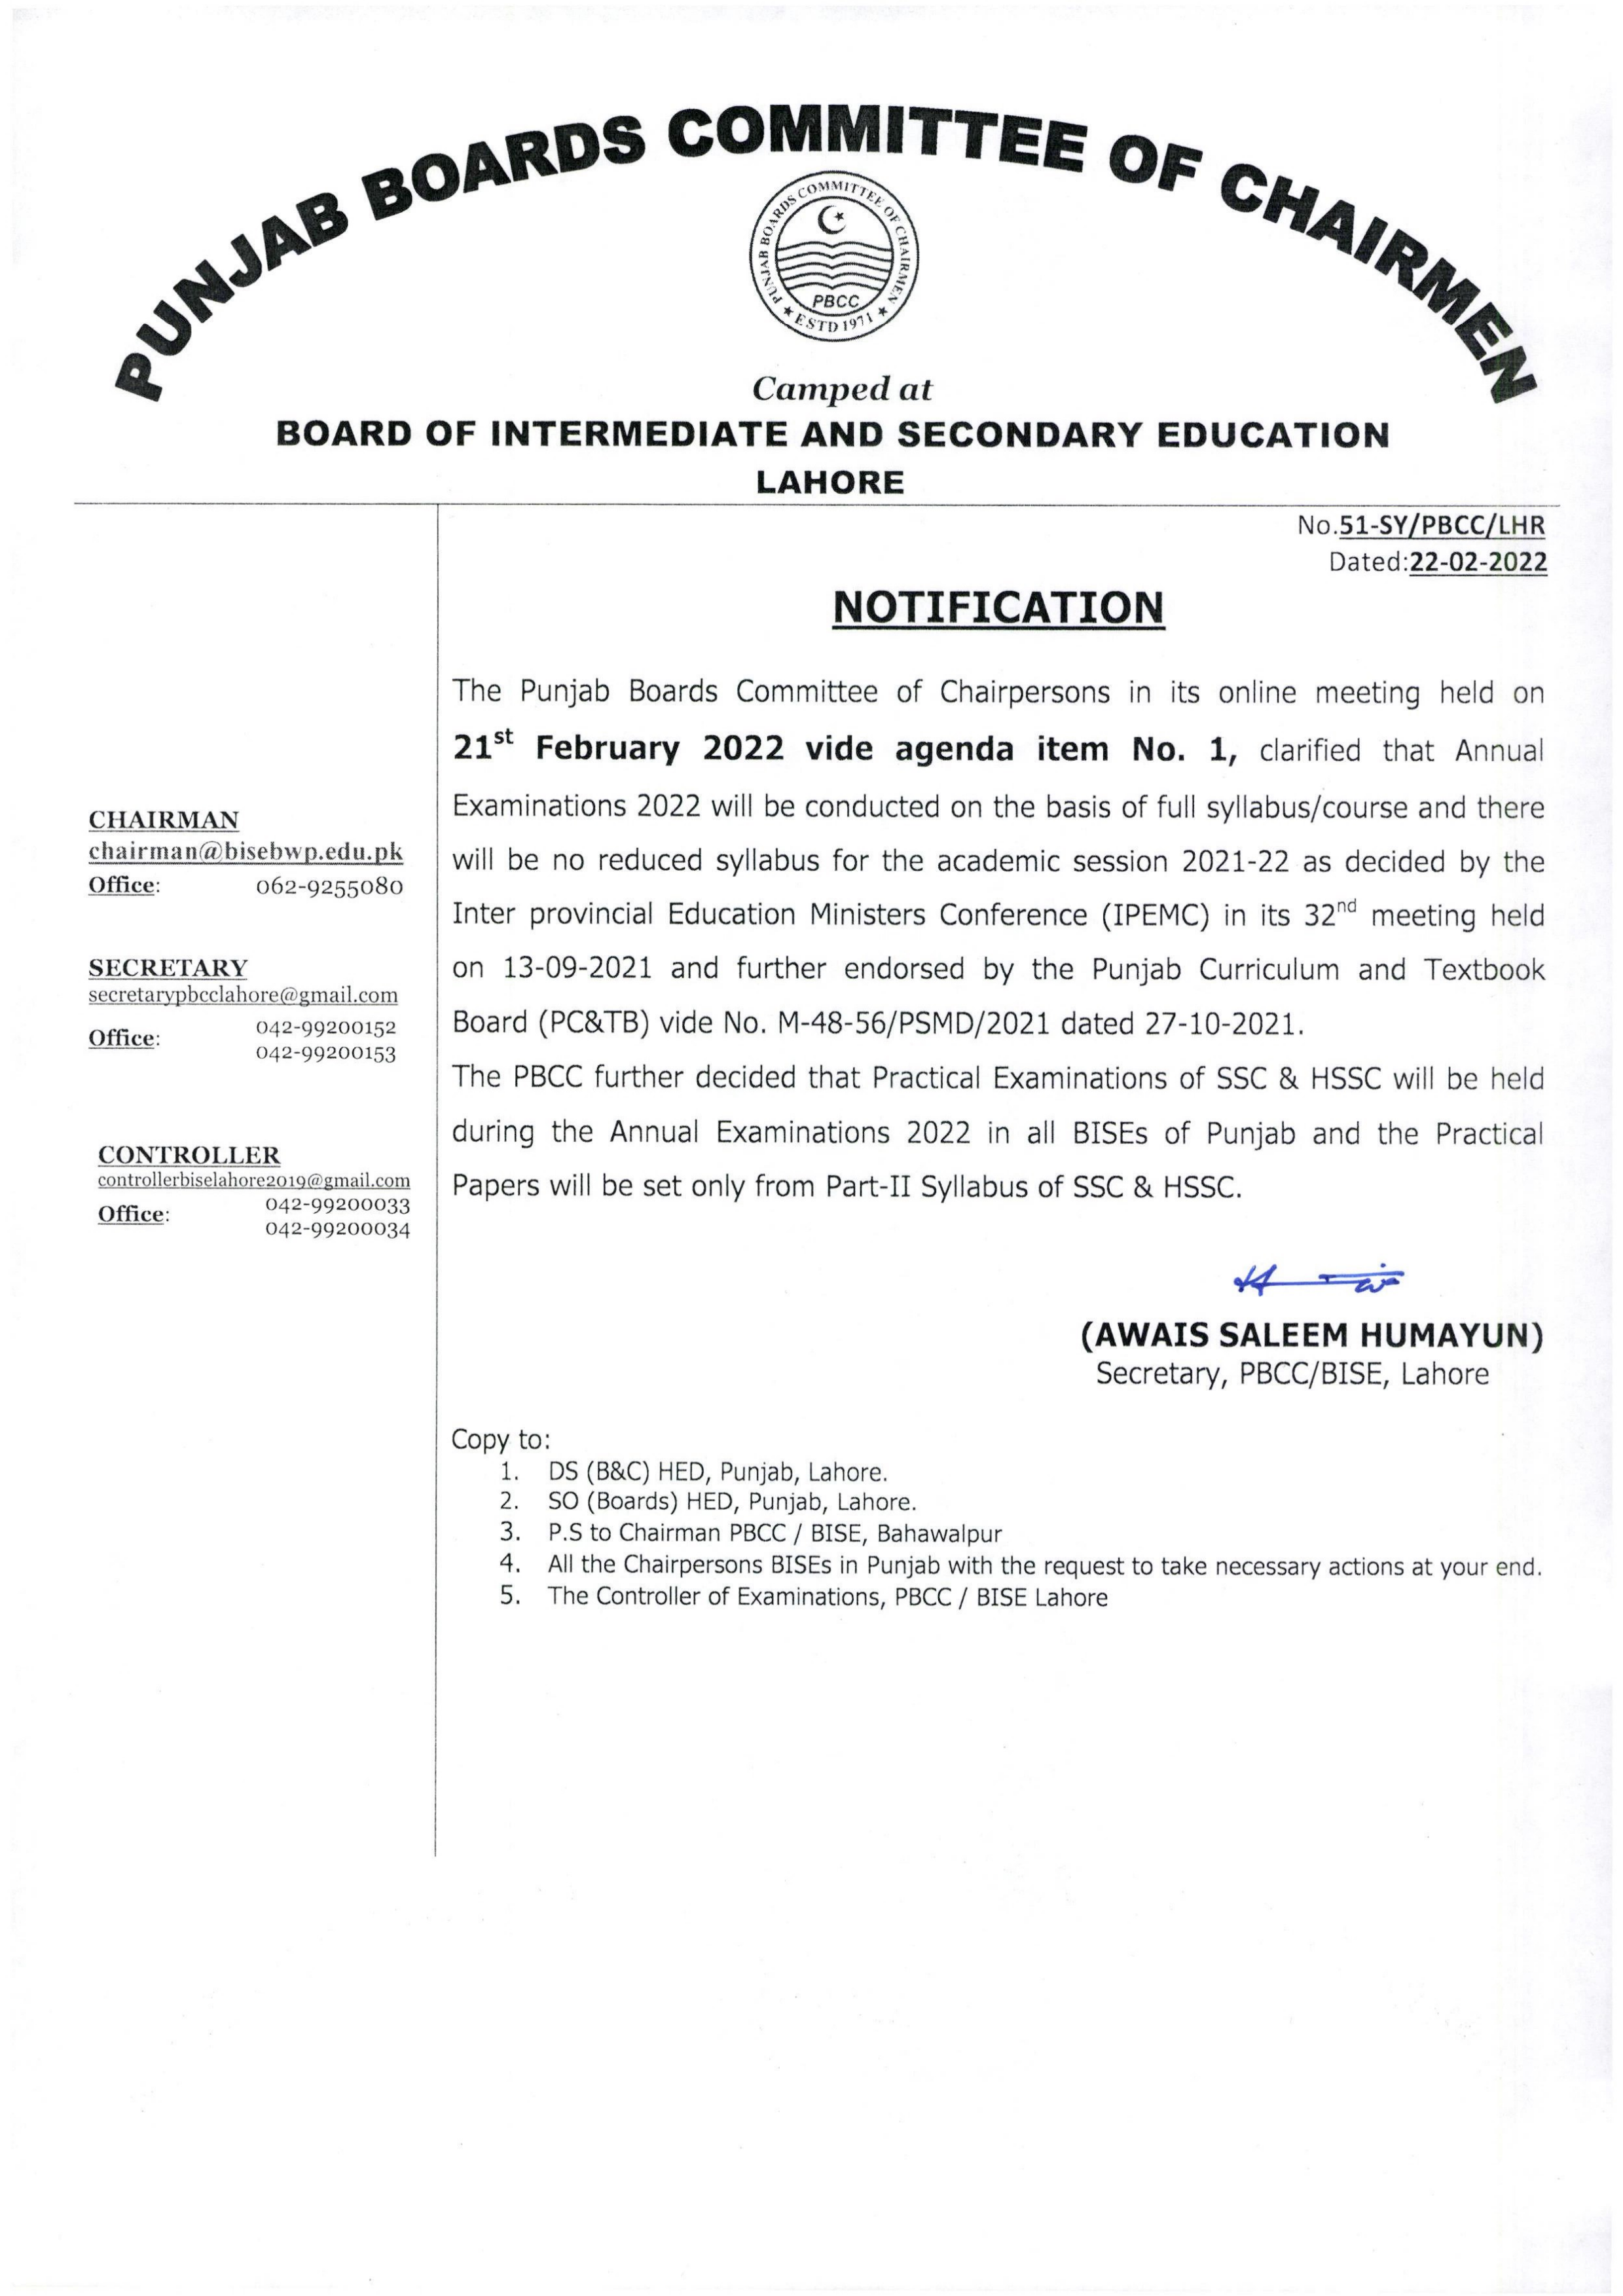 PUNJAB BOARDS COMMITTEE OF CHAIRMEN
PUNJAB BOARDS COMMITTEE OF CHAIRMEN
PBCC
★ ESTD 1971 ★
Camped at
BOARD OF INTERMEDIATE AND SECONDARY EDUCATION
LAHORE
No.51-SY/PBCC/LHR
Dated:22-02-2022
NOTIFICATION
CHAIRMAN
chairman@bisebwp.edu.pk
Office: 062-9255080
SECRETARY
secretarypbcclahore@gmail.com
Office: 042-99200152
042-99200153
CONTROLLER
controllerbiselahore2019@gmail.com
Office: 042-99200033
042-99200034
The Punjab Boards Committee of Chairpersons in its online meeting held on
21st February 2022 vide agenda item No. 1, clarified that Annual
Examinations 2022 will be conducted on the basis of full syllabus/course and there
will be no reduced syllabus for the academic session 2021-22 as decided by the
Inter provincial Education Ministers Conference (IPEMC) in its 32nd meeting held
on 13-09-2021 and further endorsed by the Punjab Curriculum and Textbook
Board (PC&TB) vide No. M-48-56/PSMD/2021 dated 27-10-2021.
The PBCC further decided that Practical Examinations of SSC & HSSC will be held
during the Annual Examinations 2022 in all BISEs of Punjab and the Practical
Papers will be set only from Part-II Syllabus of SSC & HSSC.
(AWAIS SALEEM HUMAYUN)
Secretary, PBCC/BISE, Lahore
Copy to:
1. DS (B&C) HED, Punjab, Lahore.
2. SO (Boards) HED, Punjab, Lahore.
3. P.S to Chairman PBCC / BISE, Bahawalpur
4. All the Chairpersons BISEs in Punjab with the request to take necessary actions at your end.
5. The Controller of Examinations, PBCC / BISE Lahore